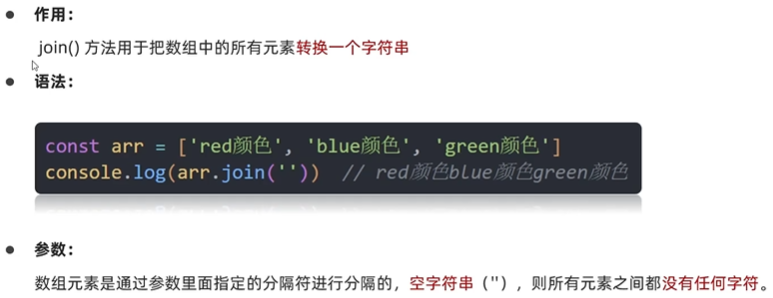 作用：
join() 方法用于把数组中的所有元素转换一个字符串
语法：
const arr = ['red颜色', 'blue颜色', 'green颜色']
console.log(arr.join('')) // red颜色blue颜色green颜色
参数：
数组元素是通过参数里面指定的分隔符进行分隔的，空字符串（''），则所有元素之间都没有任何字符。